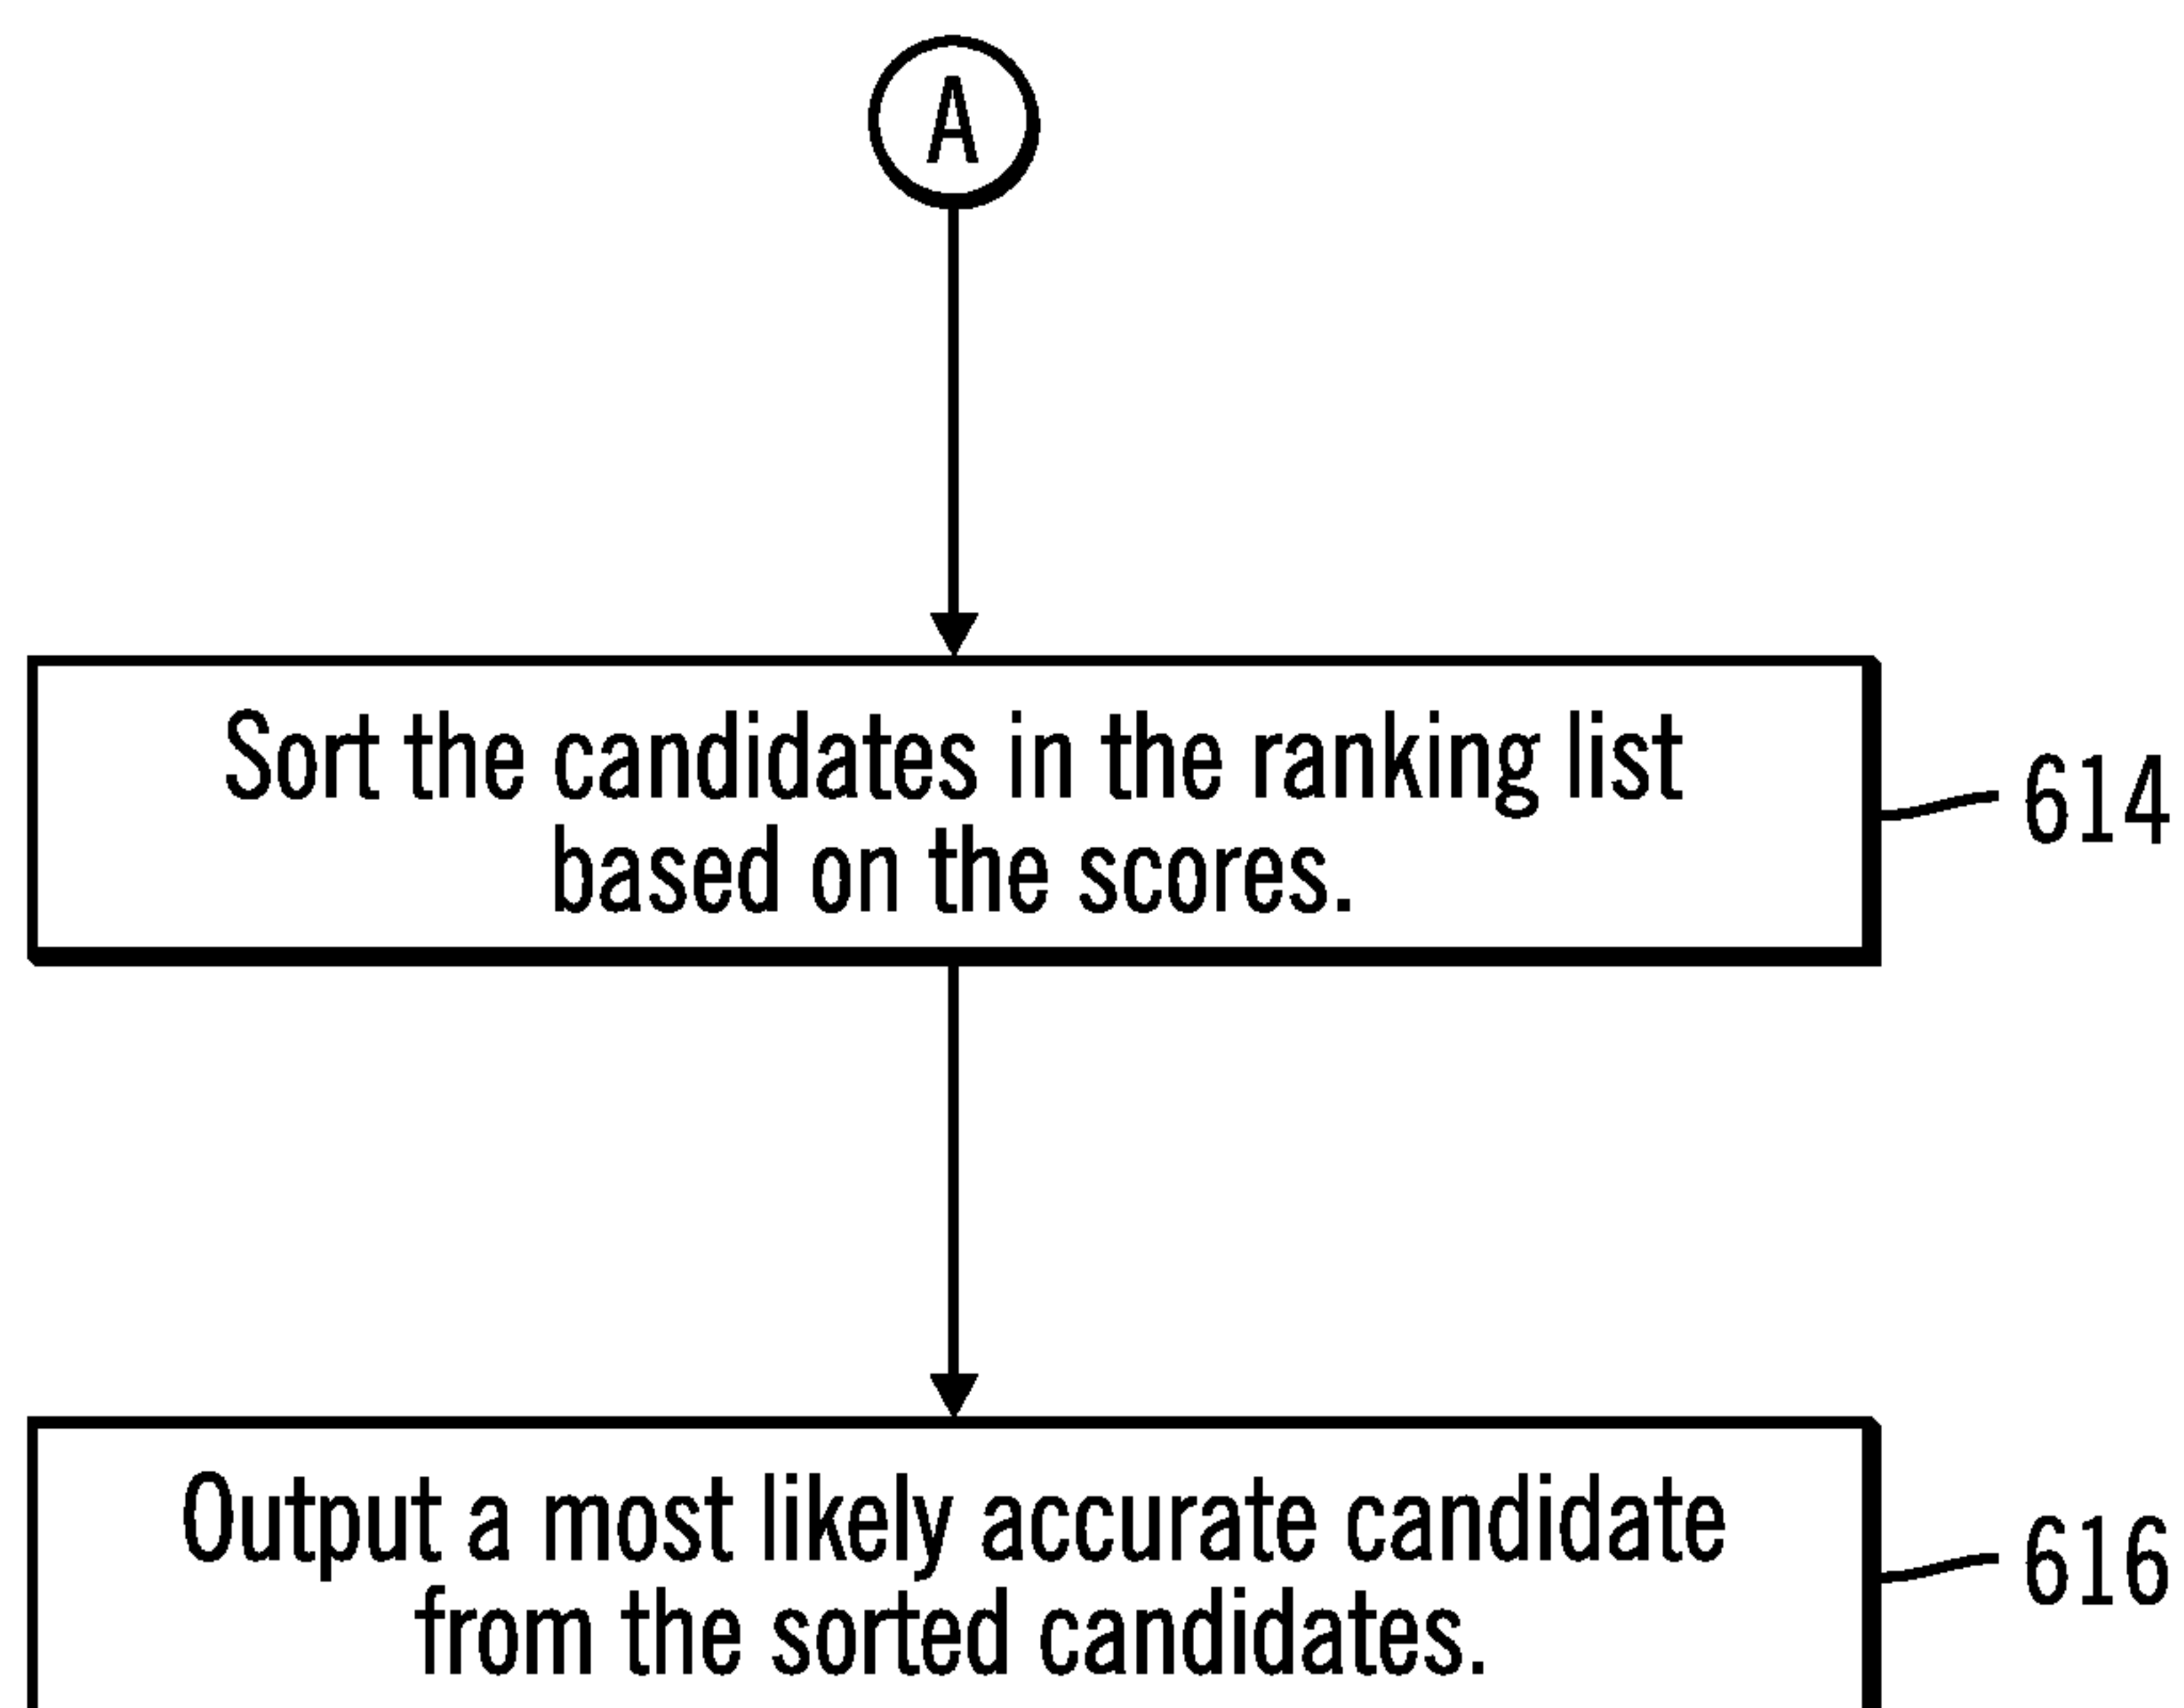 A
Sort the candidates in the ranking list
based on the scores.
614
Output a most likely accurate candidate
from the sorted candidates.
616